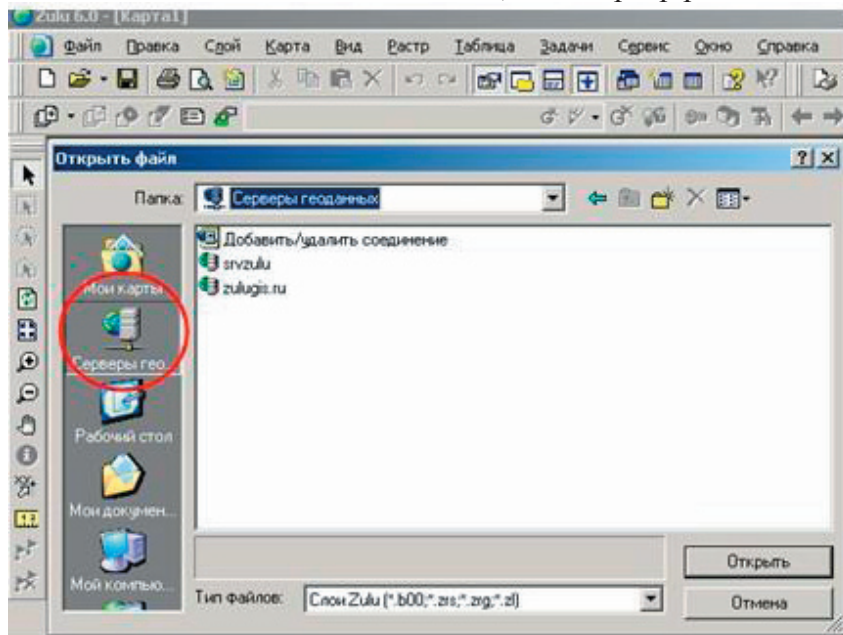 Zulu 6.0 - [Карта1]
Файл Правка Слой Карта Вид Растр Таблица Задачи Сервис Окно Справка
Открыть файл
Папка: Серверы геоданных
Добавить/удалить соединение
srvzulu
zulugis.ru
Мои карты
Серверы гео...
Рабочий стол
Мои докумен...
Мой компью...
Открыть
Тип файлов: Слои Zulu (*.b00;*.zrs;*.zrg;*.zl)
Отмена